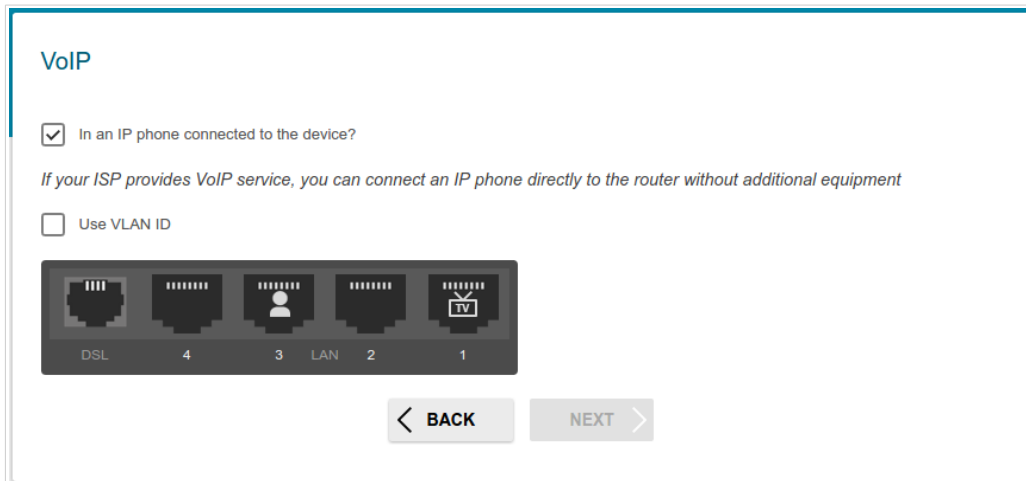 VoIP
In an IP phone connected to the device?
If your ISP provides VoIP service, you can connect an IP phone directly to the router without additional equipment
Use VLAN ID
TV
DSL 4 3 LAN 2 1
BACK NEXT